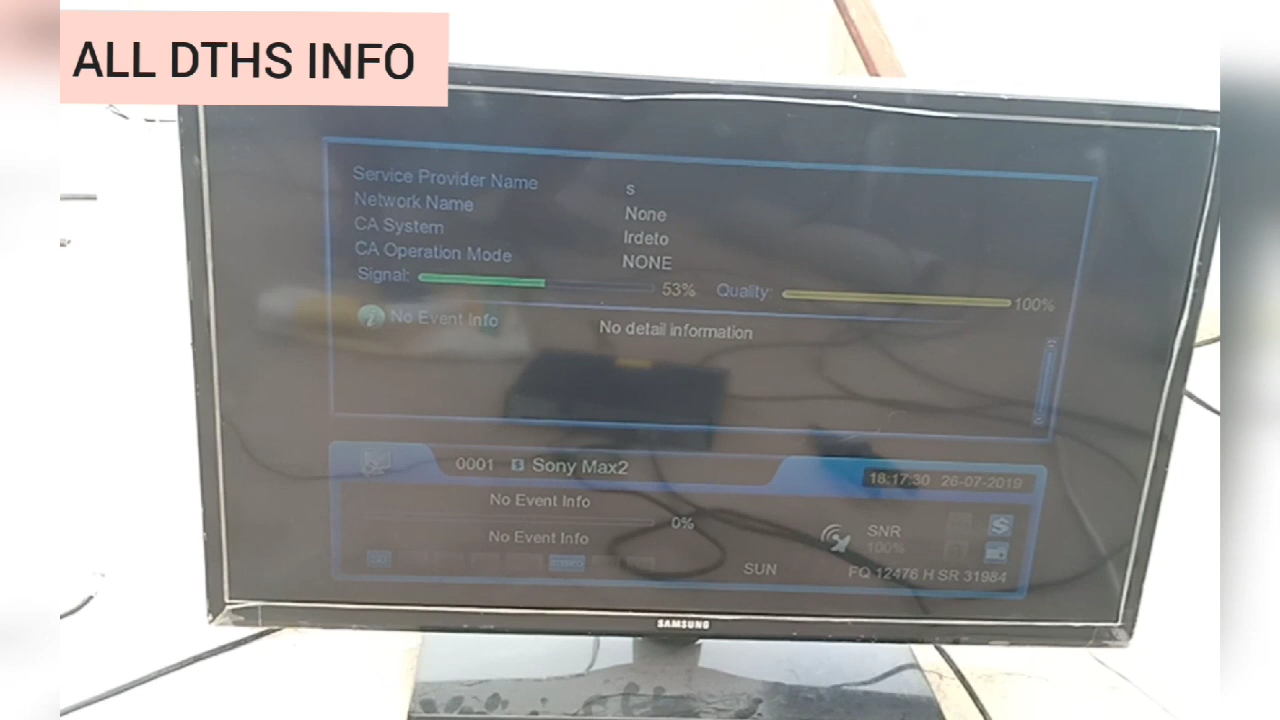 ALL DTHS INFO
Service Provider Name s
Network Name None
CA System Irdeto
CA Operation Mode NONE
Signal: 53% Quality: 100%
No Event Info No detail information
0001 $ Sony Max2 18:17:30 26-07-2019
No Event Info
0% SNR
No Event Info 100%
SUN FQ 12476 H SR 31984
SAMSUNG